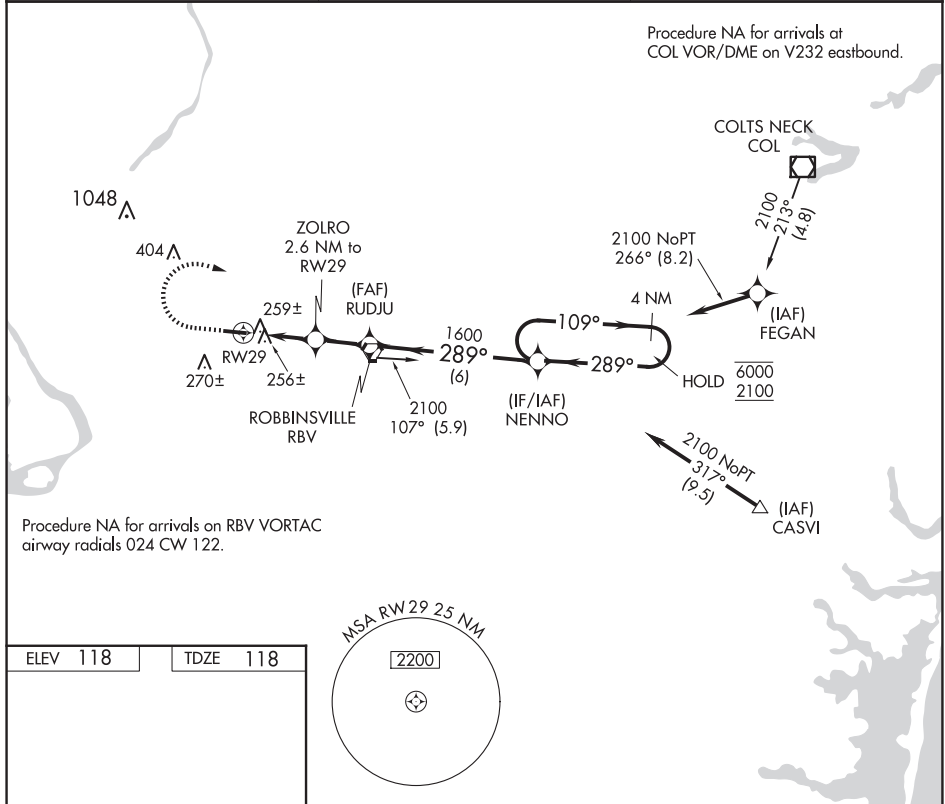 Procedure NA for arrivals at
COL VOR/DME on V232 eastbound.
COLTS NECK
COL
2100
213°
(4.8)
1048
404
ZOLRO
2.6 NM to
RW29
2100 NoPT
266° (8.2)
(FAF)
RUDJU
4 NM
(IAF)
FEGAN
259±
109°
1600
289°
(6)
289°
RW29
270±
256±
HOLD
6000
2100
(IF/IAF)
NENNO
2100
107° (5.9)
ROBBINSVILLE
RBV
2100 NoPT
317°
(9.5)
(IAF)
CASVI
Procedure NA for arrivals on RBV VORTAC
airway radials 024 CW 122.
MSA RW29 25 NM
2200
ELEV 118
TDZE 118